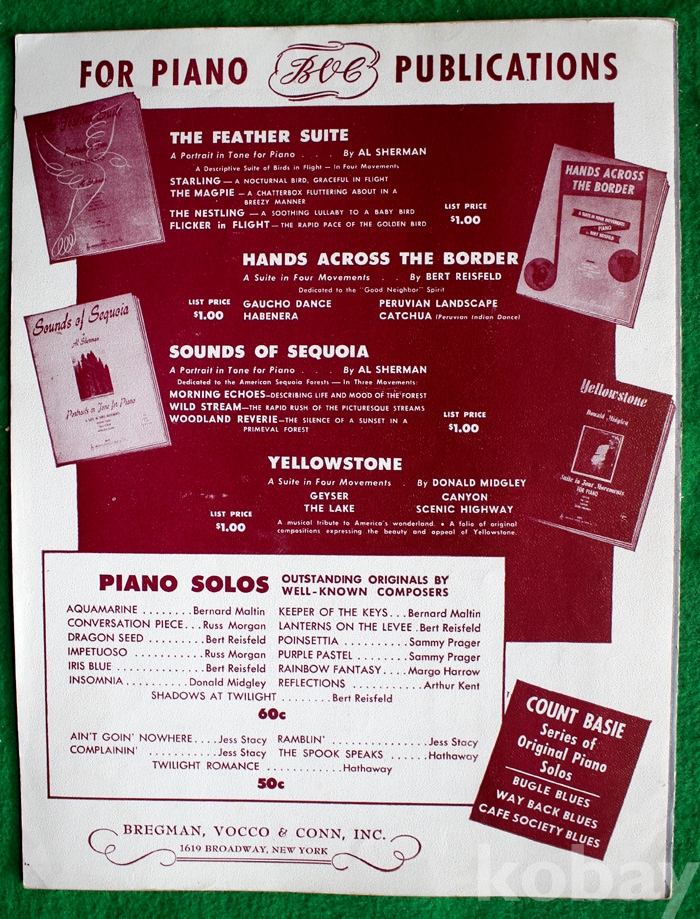 FOR PIANO BVC PUBLICATIONS
THE FEATHER SUITE
A Portrait in Tone for Piano . . . By AL SHERMAN
A Descriptive Suite of Birds in Flight — In Four Movements
STARLING — A NOCTURNAL BIRD, GRACEFUL IN FLIGHT
THE MAGPIE — A CHATTERBOX FLUTTERING ABOUT IN A
BREEZY MANNER
THE NESTLING — A SOOTHING LULLABY TO A BABY BIRD
FLICKER in FLIGHT — THE RAPID PACE OF THE GOLDEN BIRD
LIST PRICE
$1.00
HANDS ACROSS
THE BORDER
A SUITE IN FOUR MOVEMENTS
PIANO
BERT REISFELD
HANDS ACROSS THE BORDER
A Suite in Four Movements . . By BERT REISFELD
Dedicated to the "Good Neighbor" Spirit
LIST PRICE
$1.00
GAUCHO DANCE PERUVIAN LANDSCAPE
HABENERA CATCHUA (Peruvian Indian Dance)
Sounds of Sequoia
Al Sherman
Portraits in Tone for Piano
SOUNDS OF SEQUOIA
A Portrait in Tone for Piano . . . By AL SHERMAN
Dedicated to the American Sequoia Forests — In Three Movements:
MORNING ECHOES—DESCRIBING LIFE AND MOOD OF THE FOREST
WILD STREAM—THE RAPID RUSH OF THE PICTURESQUE STREAMS
WOODLAND REVERIE—THE SILENCE OF A SUNSET IN A
PRIMEVAL FOREST
LIST PRICE
$1.00
Yellowstone
by
Donald Midgley
Suite in Four Movements
FOR PIANO
YELLOWSTONE
A Suite in Four Movements . By DONALD MIDGLEY
GEYSER CANYON
THE LAKE SCENIC HIGHWAY
LIST PRICE
$1.00
A musical tribute to America's wonderland. • A folio of original
compositions expressing the beauty and appeal of Yellowstone.
PIANO SOLOS OUTSTANDING ORIGINALS BY
WELL-KNOWN COMPOSERS
AQUAMARINE ........Bernard Maltin KEEPER OF THE KEYS...Bernard Maltin
CONVERSATION PIECE...Russ Morgan LANTERNS ON THE LEVEE .Bert Reisfeld
DRAGON SEED ..........Bert Reisfeld POINSETTIA ..........Sammy Prager
IMPETUOSO ...........Russ Morgan PURPLE PASTEL ........Sammy Prager
IRIS BLUE ..............Bert Reisfeld RAINBOW FANTASY....Margo Harrow
INSOMNIA ..........Donald Midgley REFLECTIONS ...........Arthur Kent
SHADOWS AT TWILIGHT ........Bert Reisfeld
60c
AIN'T GOIN' NOWHERE....Jess Stacy RAMBLIN' ..............Jess Stacy
COMPLAININ' ...........Jess Stacy THE SPOOK SPEAKS ......Hathaway
TWILIGHT ROMANCE ............Hathaway
50c
COUNT BASIE
Series of
Original Piano
Solos
BUGLE BLUES
WAY BACK BLUES
CAFE SOCIETY BLUES
BREGMAN, VOCCO & CONN, INC.
1619 BROADWAY, NEW YORK
kobay